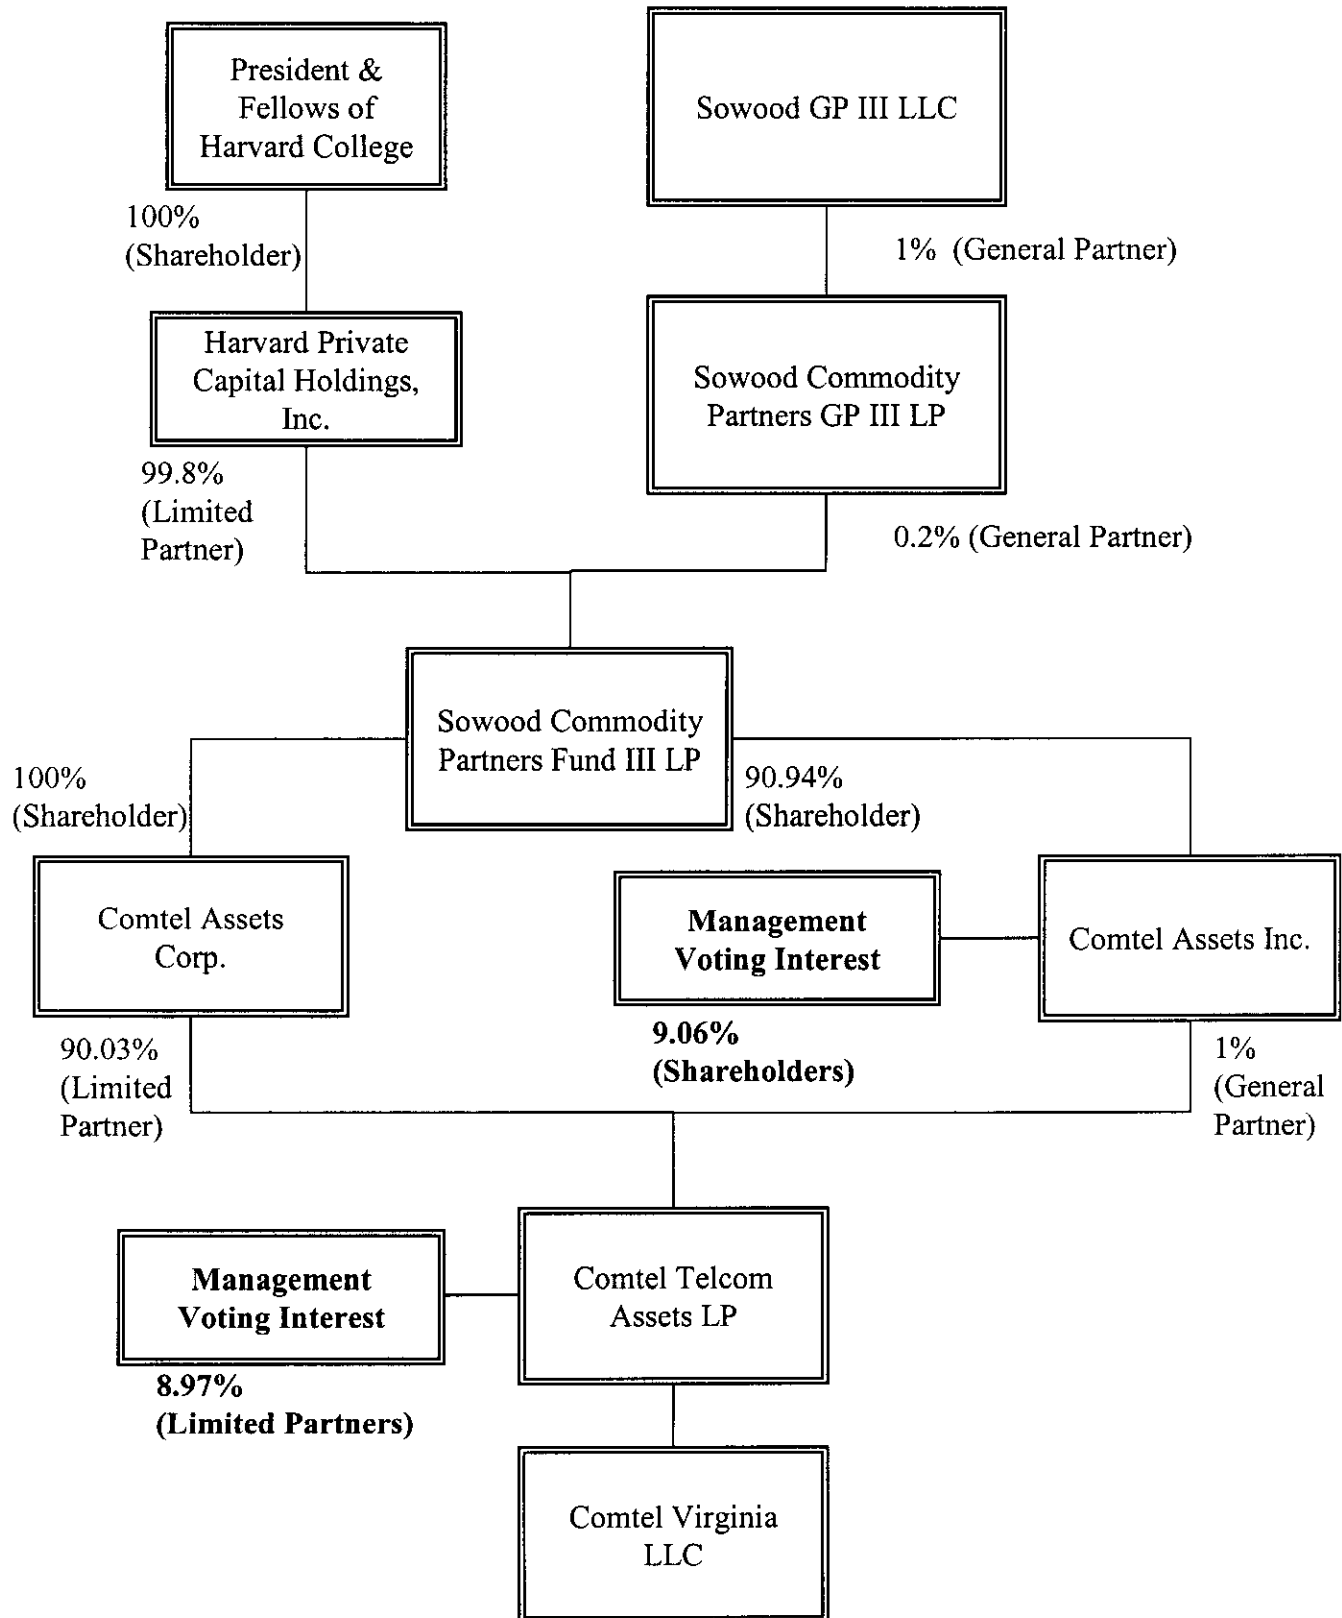 President &
Fellows of
Harvard College
Sowood GP III LLC
100%
(Shareholder)
1% (General Partner)
Harvard Private
Capital Holdings,
Inc.
Sowood Commodity
Partners GP III LP
99.8%
(Limited
Partner)
0.2% (General Partner)
Sowood Commodity
Partners Fund III LP
100%
(Shareholder)
90.94%
(Shareholder)
Comtel Assets
Corp.
Management
Voting Interest
Comtel Assets Inc.
90.03%
(Limited
Partner)
9.06%
(Shareholders)
1%
(General
Partner)
Management
Voting Interest
Comtel Telcom
Assets LP
8.97%
(Limited Partners)
Comtel Virginia
LLC